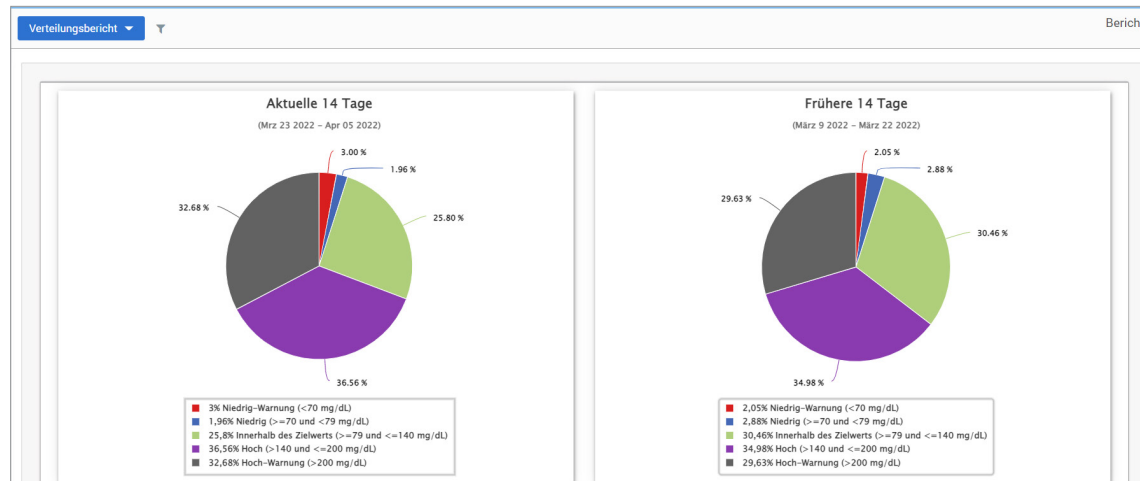 Verteilungsbericht
Berich
Aktuelle 14 Tage
(Mrz 23 2022 – Apr 05 2022)
3.00 %
1.96 %
25.80 %
32.68 %
36.56 %
3% Niedrig-Warnung (<70 mg/dL)
1,96% Niedrig (>=70 und <79 mg/dL)
25,8% Innerhalb des Zielwerts (>=79 und <=140 mg/dL)
36,56% Hoch (>140 und <=200 mg/dL)
32,68% Hoch-Warnung (>200 mg/dL)
Frühere 14 Tage
(März 9 2022 – März 22 2022)
2.05 %
2.88 %
29.63 %
30.46 %
34.98 %
2,05% Niedrig-Warnung (<70 mg/dL)
2,88% Niedrig (>=70 und <79 mg/dL)
30,46% Innerhalb des Zielwerts (>=79 und <=140 mg/dL)
34,98% Hoch (>140 und <=200 mg/dL)
29,63% Hoch-Warnung (>200 mg/dL)